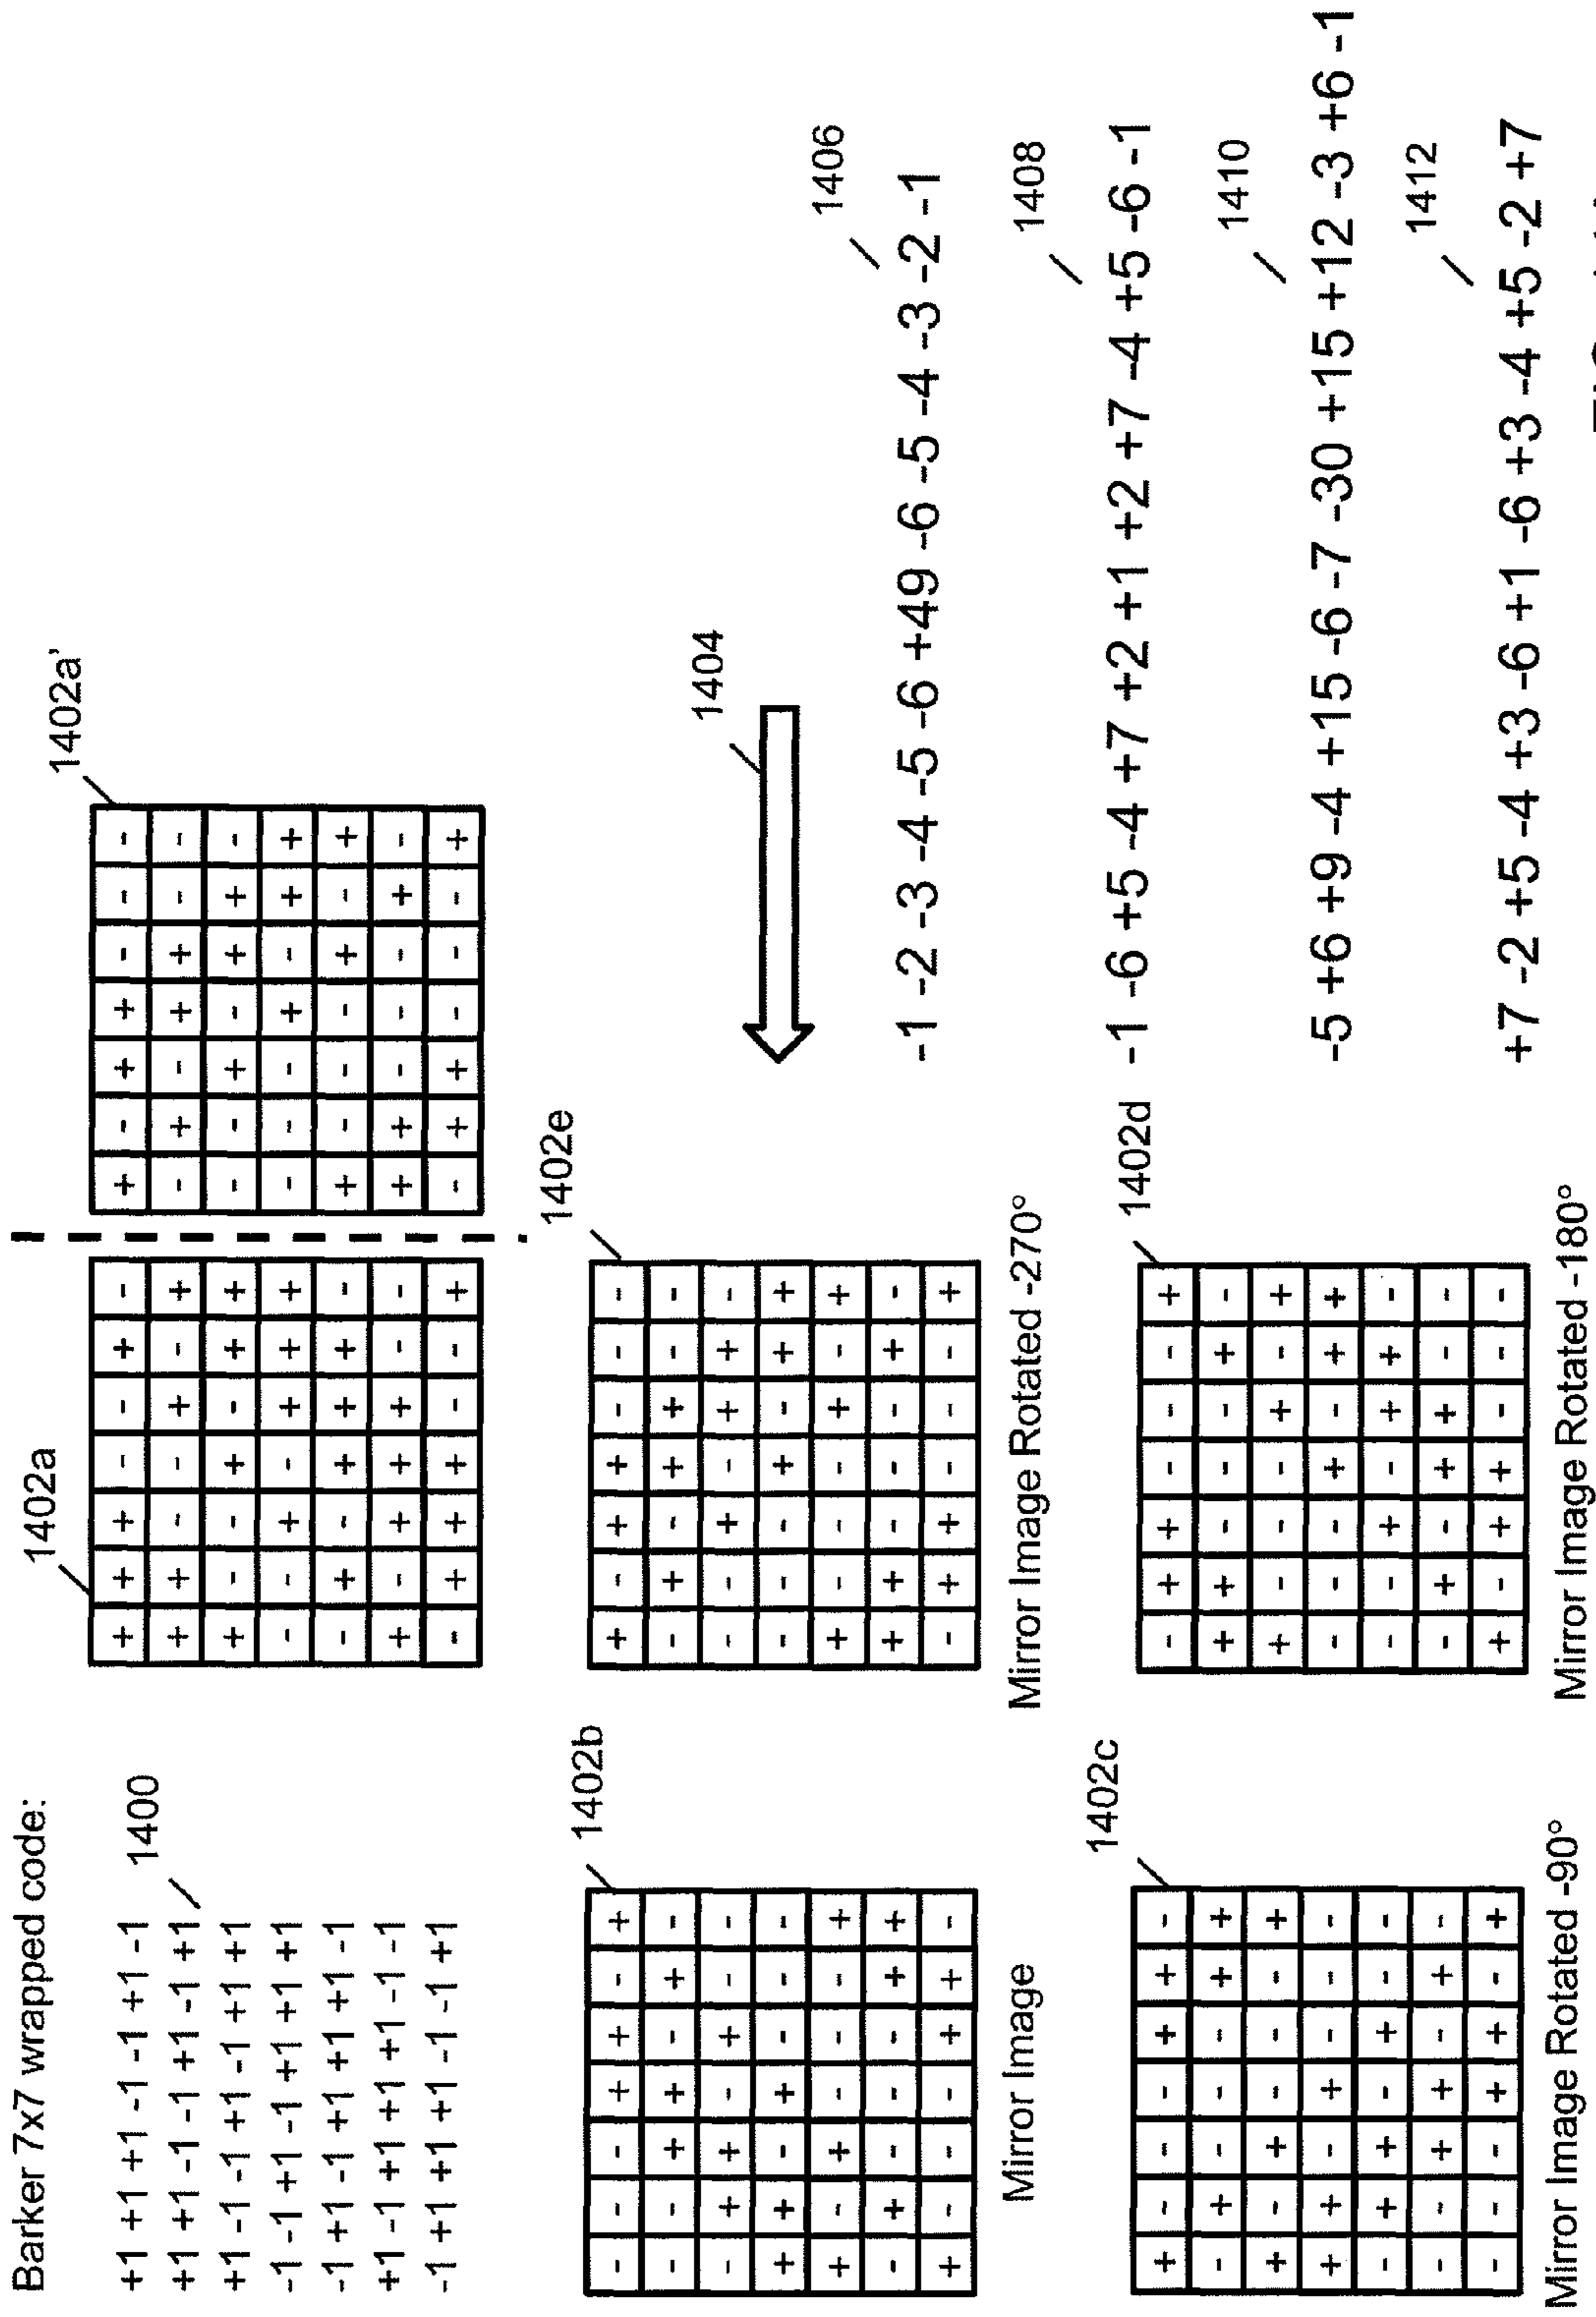 Barker 7x7 wrapped code:
+1 +1 +1 -1 -1 +1 -1
+1 +1 -1 -1 +1 -1 +1
+1 -1 -1 +1 -1 +1 +1
-1 -1 +1 -1 +1 +1 +1
-1 +1 -1 +1 +1 +1 -1
+1 -1 +1 +1 +1 -1 -1
-1 +1 +1 +1 -1 -1 +1
1400
1402a
+ + + - - + -
+ + - - + - +
+ - - + - + +
- - + - + + +
- + - + + + -
+ - + + + - -
- + + + - - +
1402a'
+ - + + - - -
- + - + + - -
- - + - + + -
- - - + - + +
+ - - - + - +
+ + - - - + -
- + + - - - +
1402b
- - - + + - +
- - + + - + -
- + + - + - -
+ + - + - - -
+ - + - - - +
- + - - - + +
+ - - - + + -
Mirror Image
1402e
+ - + + - - -
- + - + + - -
- - + - + + -
- - - + - + +
+ - - - + - +
+ + - - - + -
- + + - - - +
Mirror Image Rotated -270°
1404
1406
-1 -2 -3 -4 -5 -6 +49 -6 -5 -4 -3 -2 -1
1402c
+ - - - + + -
- + - - - + +
+ - + - - - +
+ + - + - - -
- + + - + - -
- - + + - + -
- - - + + - +
Mirror Image Rotated -90°
1402d
- + + - - - +
+ + - - - + -
+ - - - + - +
- - - + - + +
- - + - + + -
- + - + + - -
+ - + + - - -
Mirror Image Rotated -180°
1408
-1 -6 +5 -4 +7 +2 +1 +2 +7 -4 +5 -6 -1
1410
-5 +6 +9 -4 +15 -6 -7 -30 +15 +12 -3 +6 -1
1412
+7 -2 +5 -4 +3 -6 +1 -6 +3 -4 +5 -2 +7